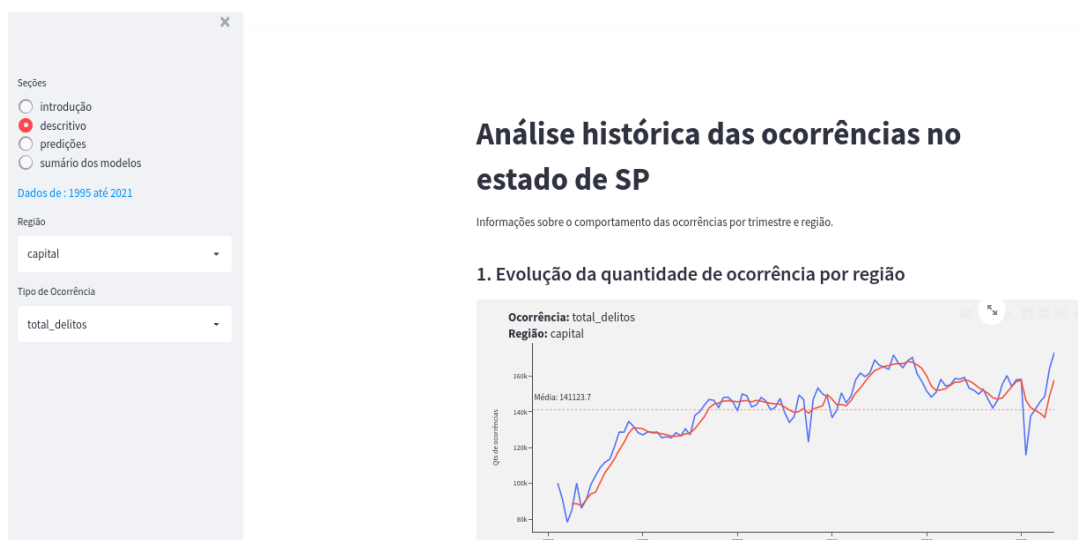 ×
Seções
introdução
descritivo
predições
sumário dos modelos
Dados de : 1995 até 2021
Região
capital
Tipo de Ocorrência
total_delitos
Análise histórica das ocorrências no
estado de SP
Informações sobre o comportamento das ocorrências por trimestre e região.
1. Evolução da quantidade de ocorrência por região
Ocorrência: total_delitos
Região: capital
160k
Média: 141123.7
140k
120k
100k
80k
Qts de ocorrências